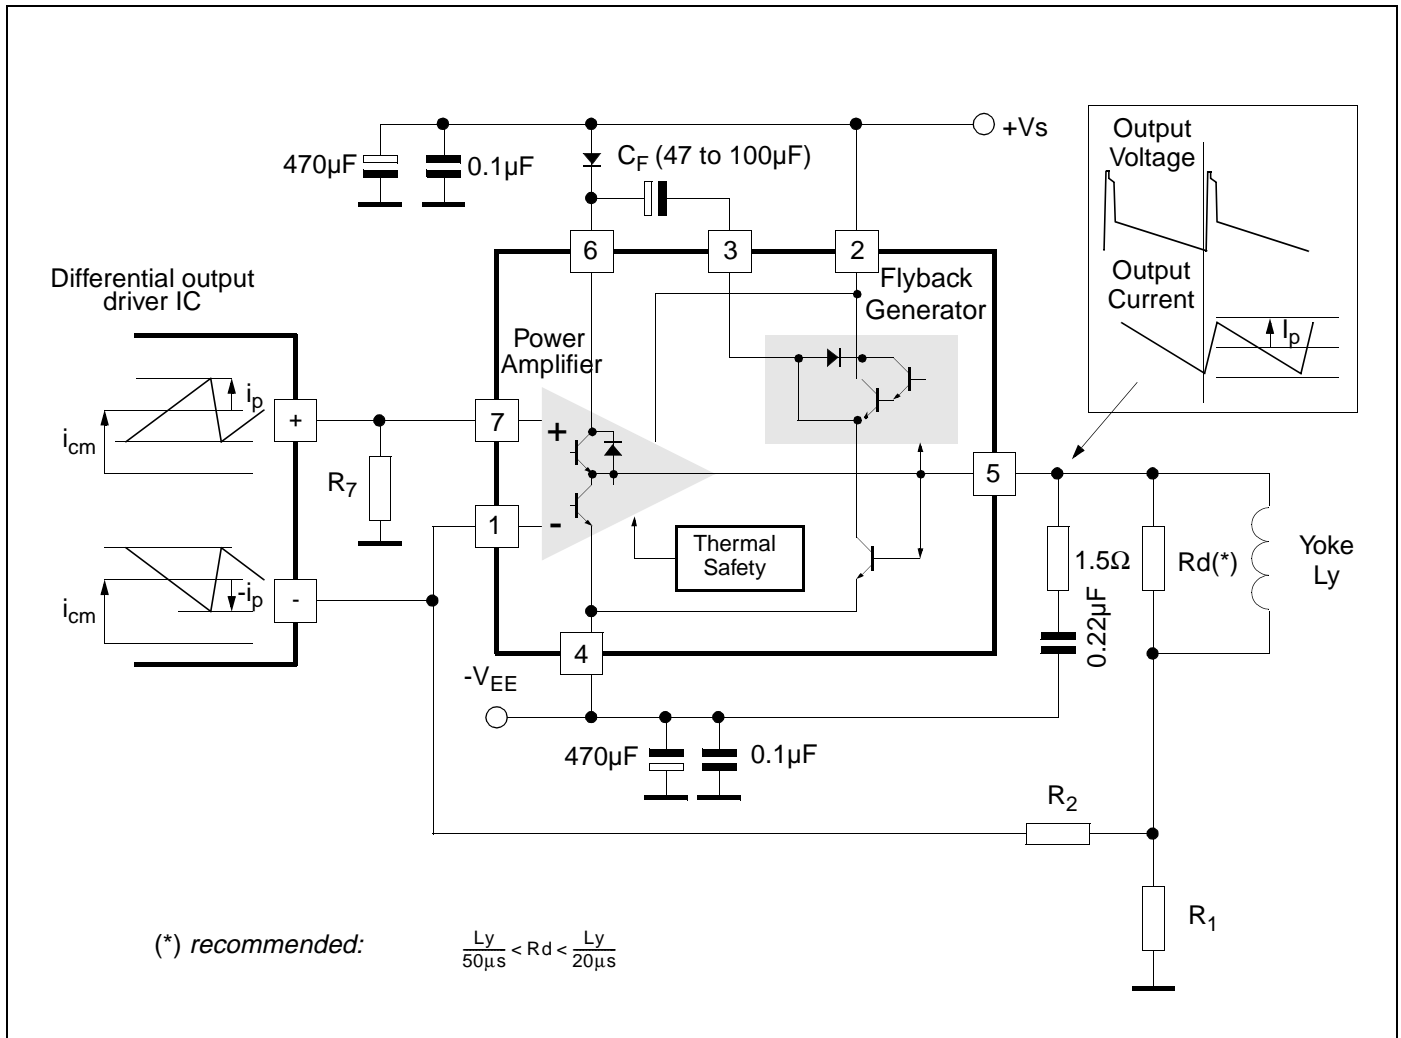 +Vs
Output
Voltage
470µF
0.1µF
C_F (47 to 100µF)
6
3
2
Flyback
Generator
Output
Current
I_p
Differential output
driver IC
Power
Amplifier
i_p
i_cm
+
7
+
R_7
1
-
5
Thermal
Safety
1.5Ω
0.22µF
Rd(*)
Yoke
Ly
-i_p
i_cm
-
4
-V_EE
470µF
0.1µF
R_2
R_1
(*) recommended:
Ly/50µs < Rd < Ly/20µs